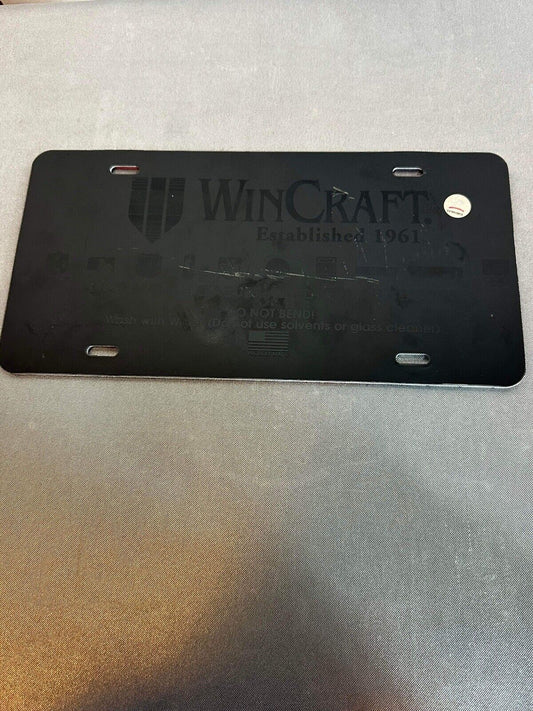 WINCRAFT.
Established 1961
DO NOT BEND!
Wash with Water (Do not use solvents or glass cleaner)